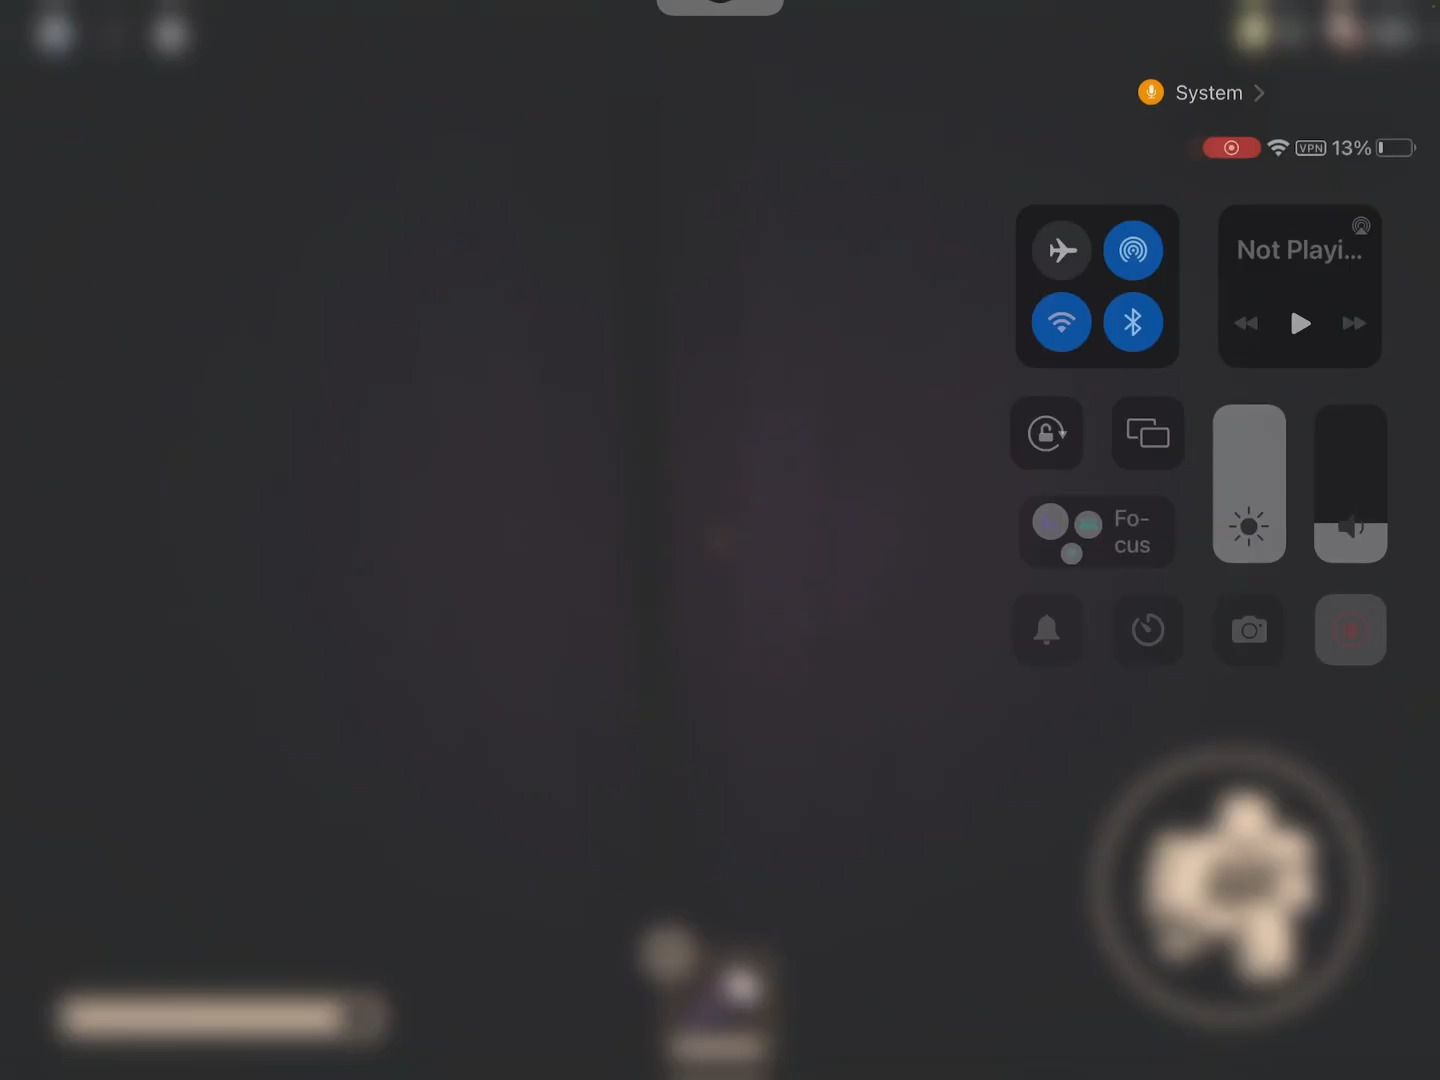 System
VPN 13%
Not Playi...
Fo-
cus